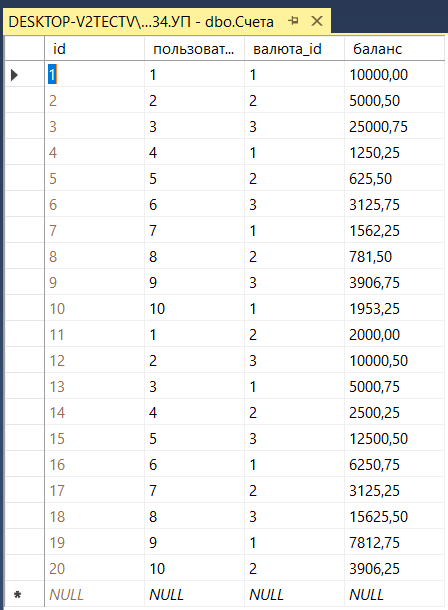 DESKTOP-V2TECTV\...34.УП - dbo.Счета
id пользоват... валюта_id баланс
1 1 1 10000,00
2 2 2 5000,50
3 3 3 25000,75
4 4 1 1250,25
5 5 2 625,50
6 6 3 3125,75
7 7 1 1562,25
8 8 2 781,50
9 9 3 3906,75
10 10 1 1953,25
11 1 2 2000,00
12 2 3 10000,50
13 3 1 5000,75
14 4 2 2500,25
15 5 3 12500,50
16 6 1 6250,75
17 7 2 3125,25
18 8 3 15625,50
19 9 1 7812,75
20 10 2 3906,25
NULL NULL NULL NULL